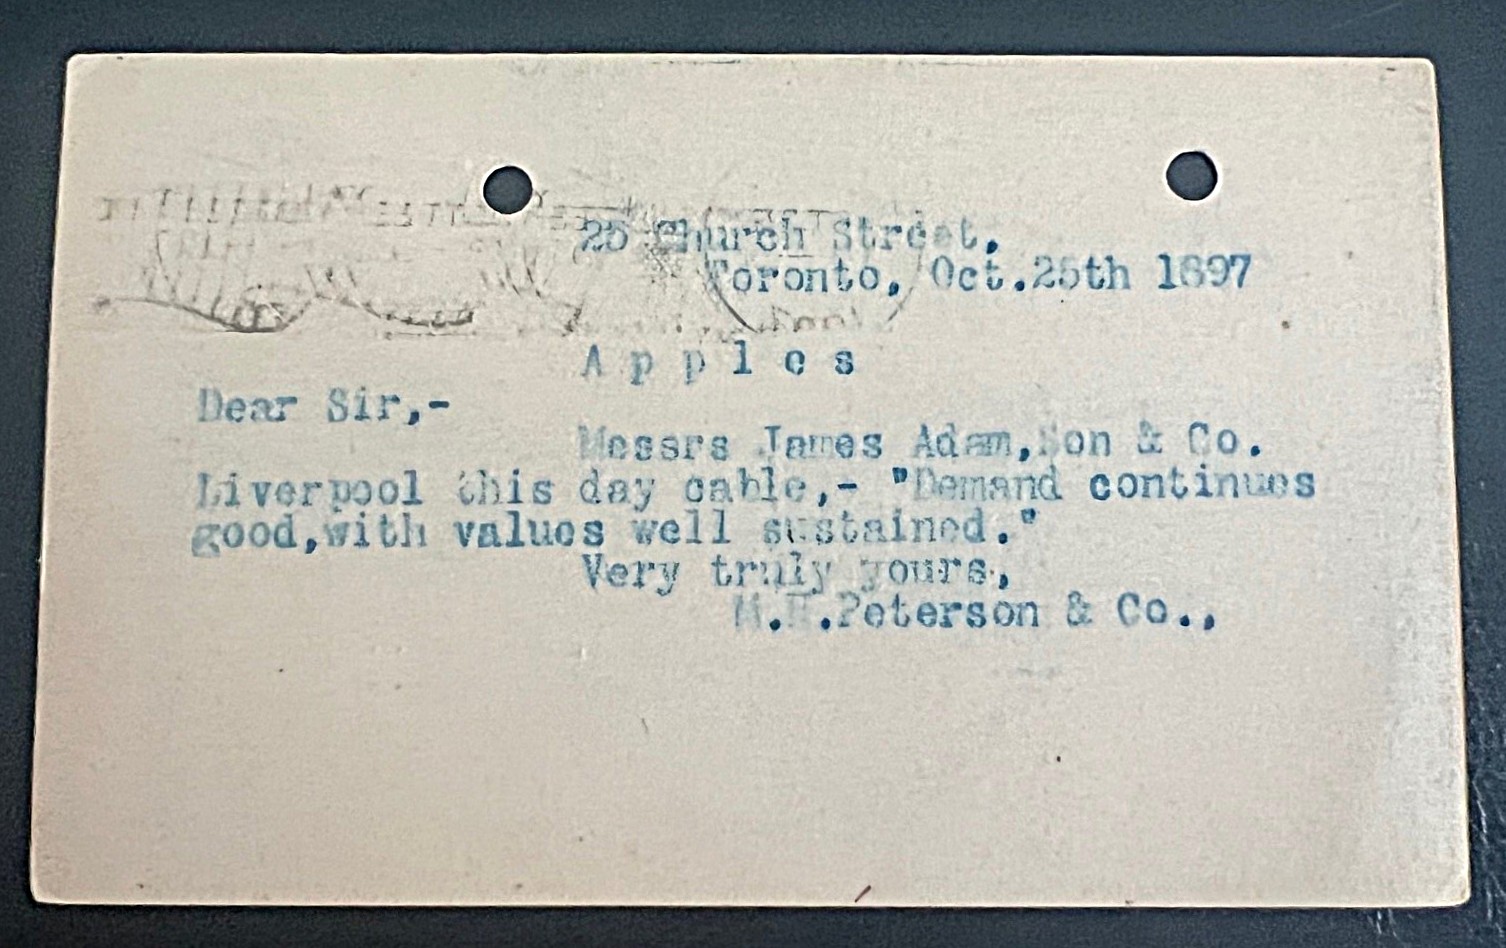 25 Church Street,
Toronto, Oct.25th 1897
A p p l e s
Dear Sir,-
Messrs James Adam,Son & Co.
Liverpool this day cable,- "Demand continues
good,with values well sustained."
Very truly yours,
Peterson & Co.,